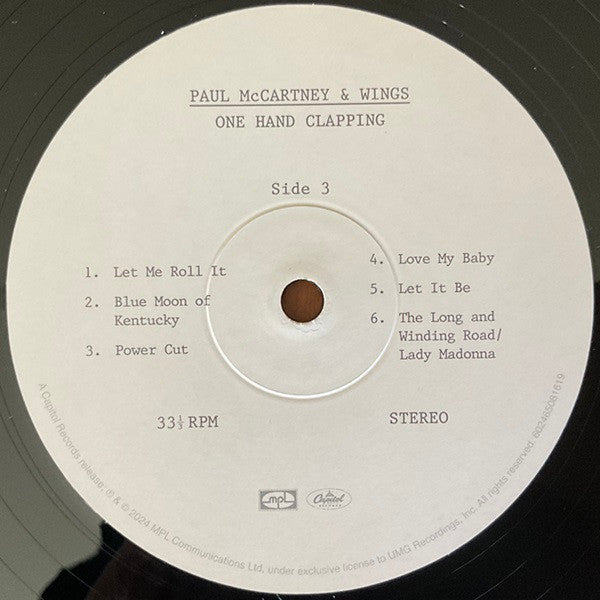 PAUL McCARTNEY & WINGS
ONE HAND CLAPPING
Side 3
1. Let Me Roll It
2. Blue Moon of
Kentucky
3. Power Cut
4. Love My Baby
5. Let It Be
6. The Long and
Winding Road/
Lady Madonna
33⅓ RPM
STEREO
mpl
Capitol
RECORDS
A Capitol Records release; ℗ & © 2024 MPL Communications Ltd, under exclusive license to UMG Recordings, Inc. All rights reserved. 602465081619